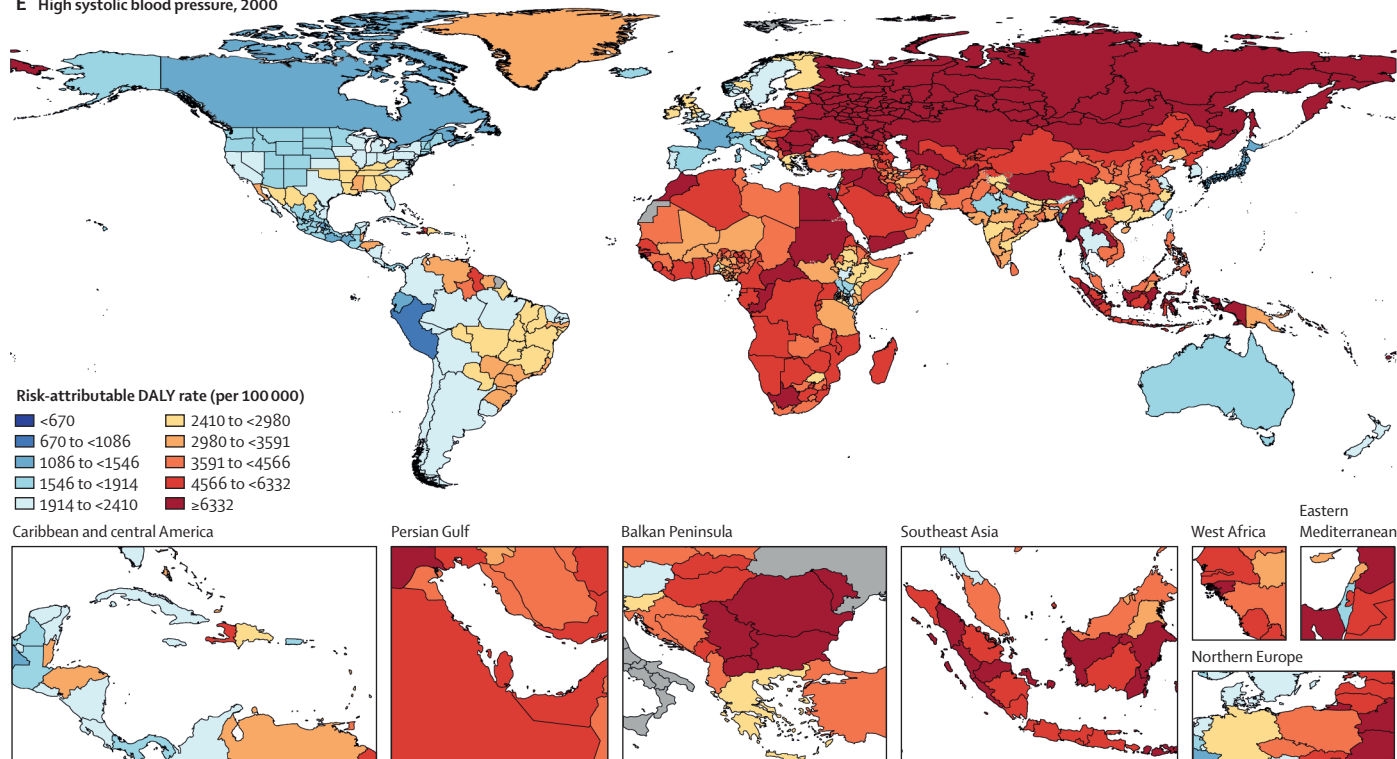 E High systolic blood pressure, 2000
Risk-attributable DALY rate (per 100 000)
<670
670 to <1086
1086 to <1546
1546 to <1914
1914 to <2410
2410 to <2980
2980 to <3591
3591 to <4566
4566 to <6332
≥6332
Caribbean and central America
Persian Gulf
Balkan Peninsula
Southeast Asia
West Africa
Eastern
Mediterranean
Northern Europe